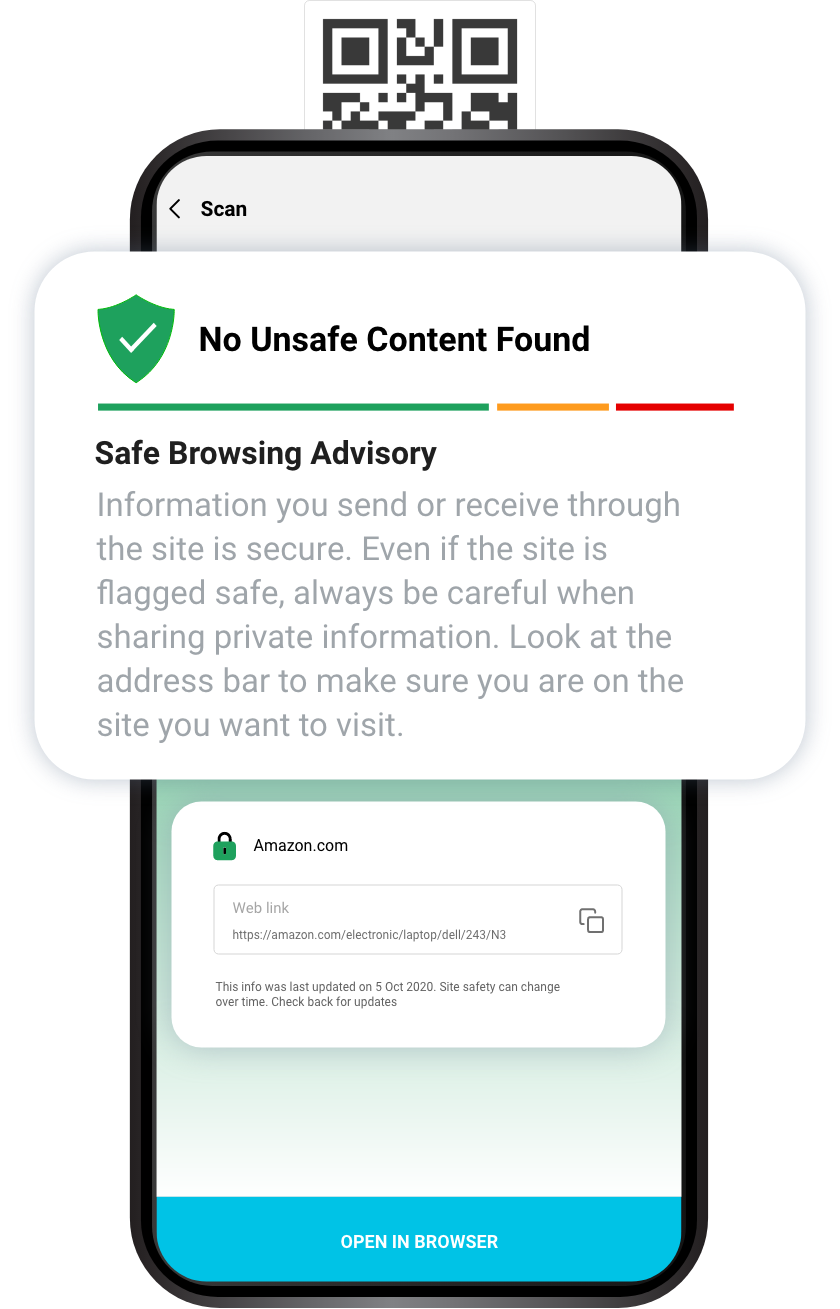 Scan
No Unsafe Content Found
Safe Browsing Advisory
Information you send or receive through
the site is secure. Even if the site is
flagged safe, always be careful when
sharing private information. Look at the
address bar to make sure you are on the
site you want to visit.
Amazon.com
Web link
https://amazon.com/electronic/laptop/dell/243/N3
This info was last updated on 5 Oct 2020. Site safety can change
over time. Check back for updates
OPEN IN BROWSER